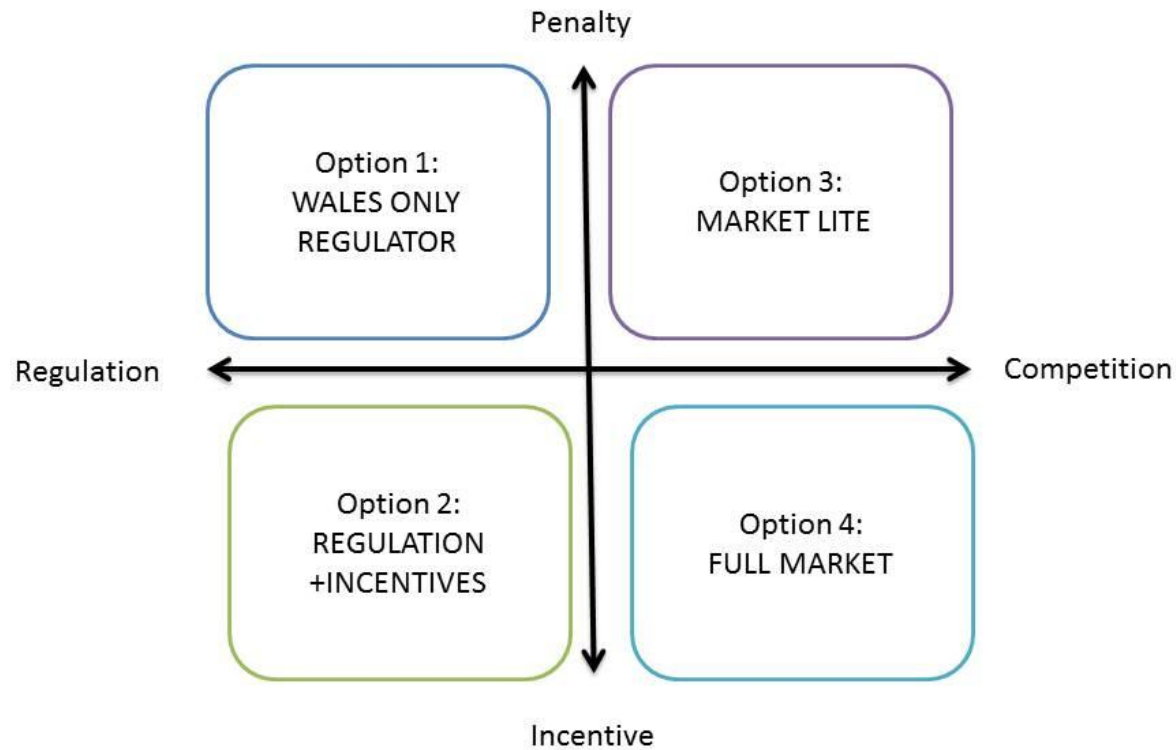 Penalty
Option 1:
WALES ONLY
REGULATOR
Option 3:
MARKET LITE
Regulation
Competition
Option 2:
REGULATION
+INCENTIVES
Option 4:
FULL MARKET
Incentive